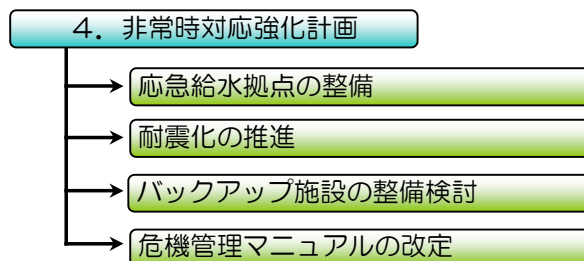 ４．非常時対応強化計画
応急給水拠点の整備
耐震化の推進
バックアップ施設の整備検討
危機管理マニュアルの改定